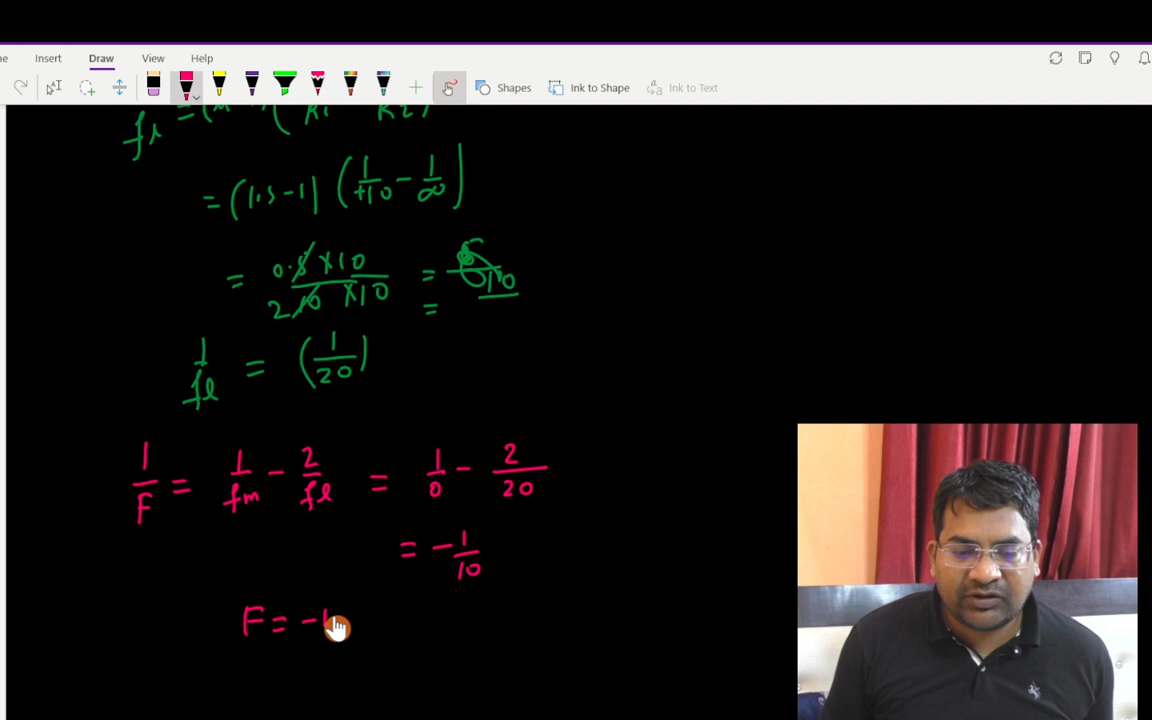 Insert Draw View Help
Shapes Ink to Shape Ink to Text
= (1.5-1) (1/+10 - 1/∞)
= 0.5×10 / 2 10 ×10 = 10
=
1/fl = (1/20)
1/F = 1/fm - 2/fl = 1/0 - 2/20
= -1/10
F = -1